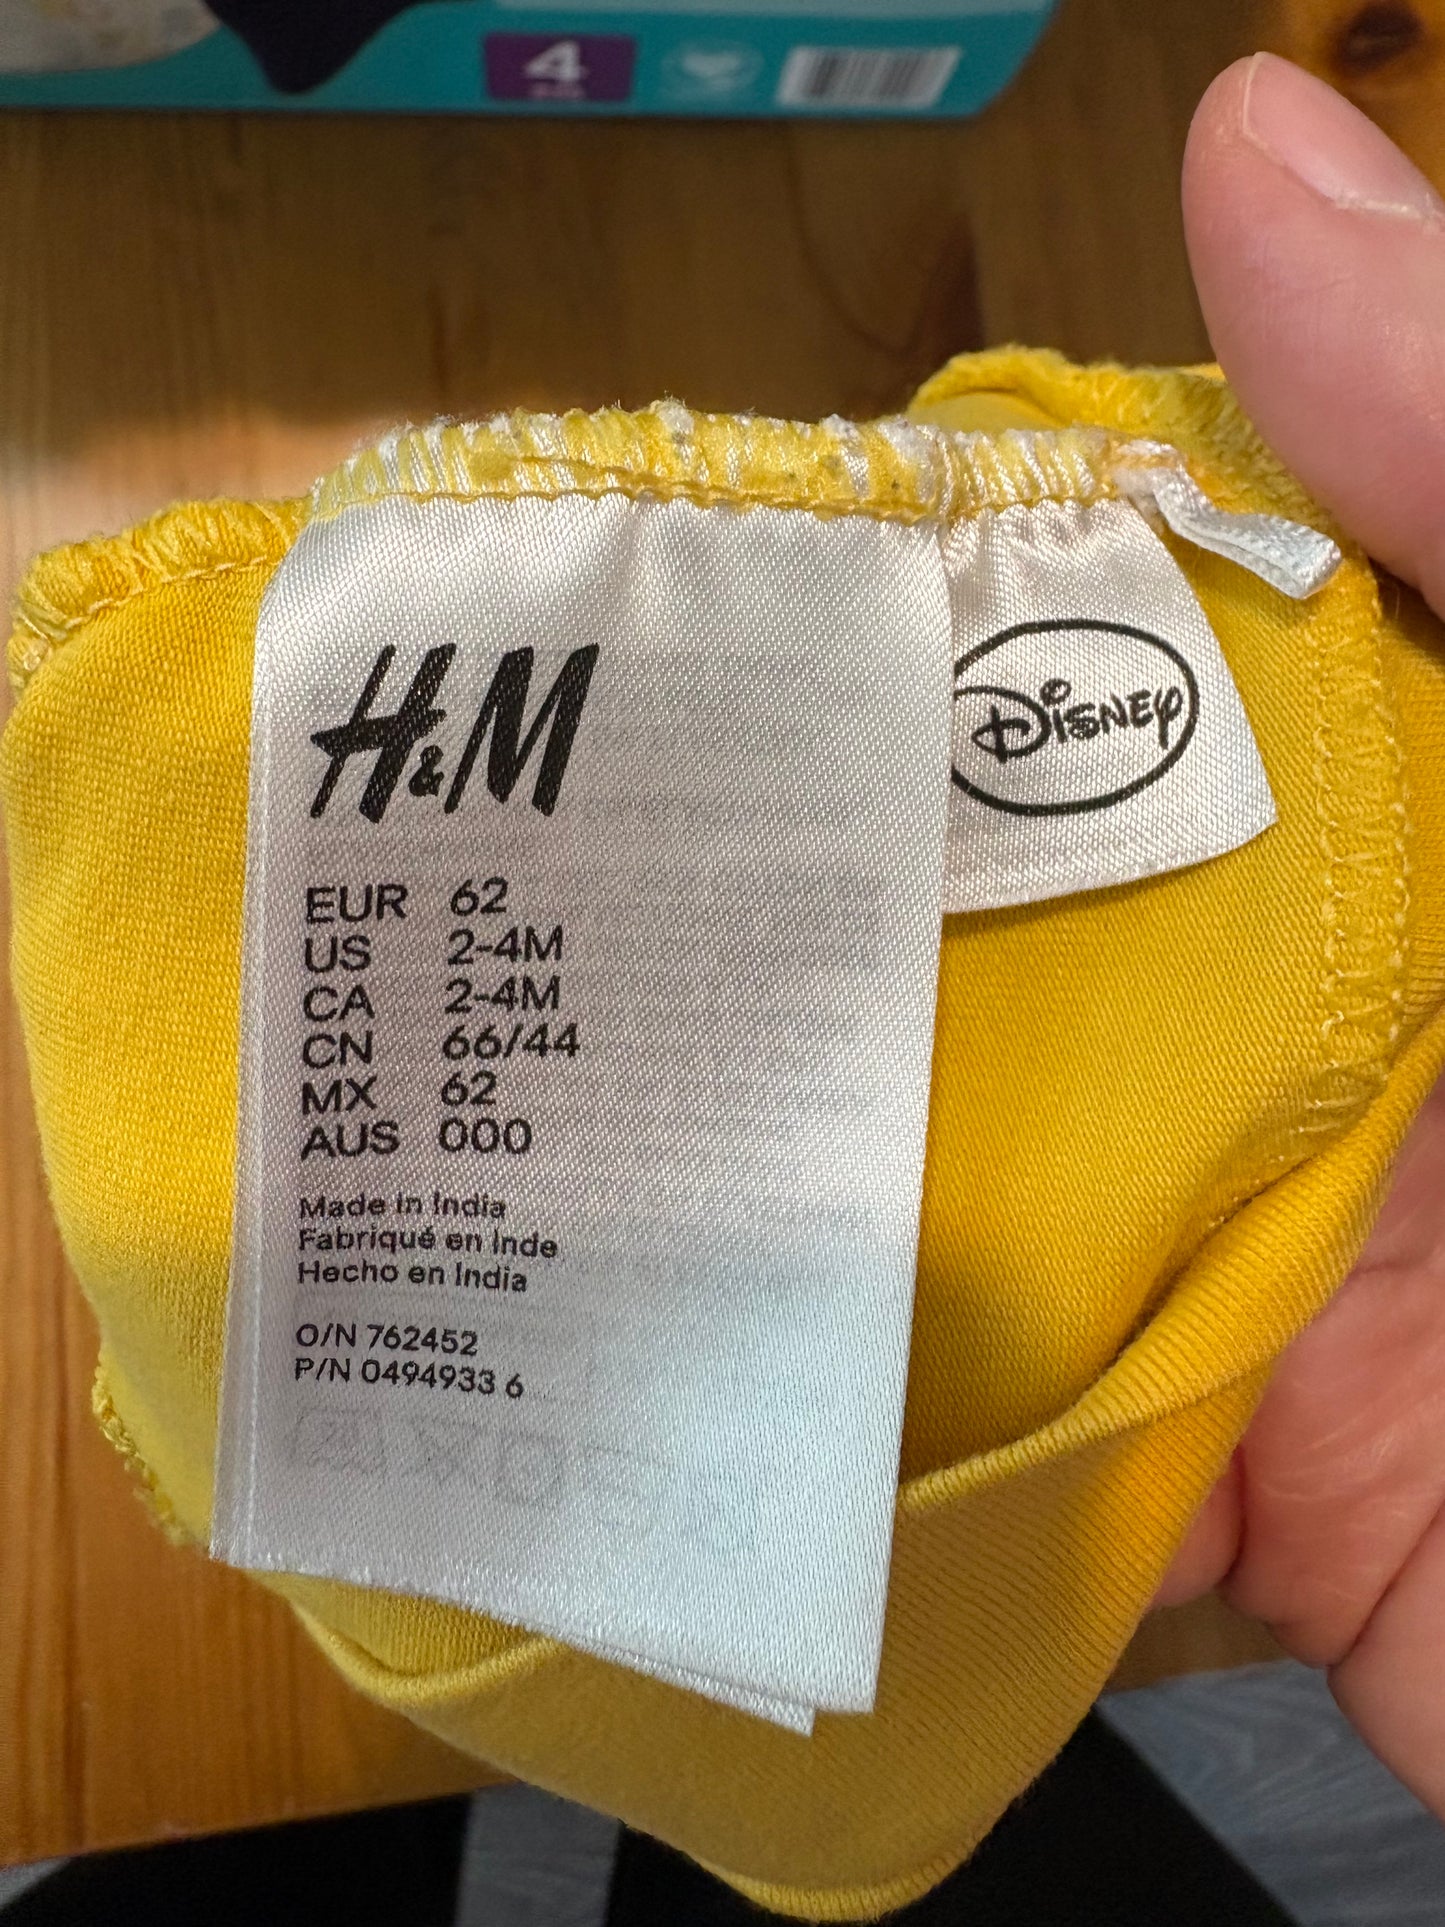 4
H&M
Disney
EUR 62
US 2-4M
CA 2-4M
CN 66/44
MX 62
AUS 000
Made in India
Fabriqué en Inde
Hecho en India
O/N 762452
P/N 0494933 6